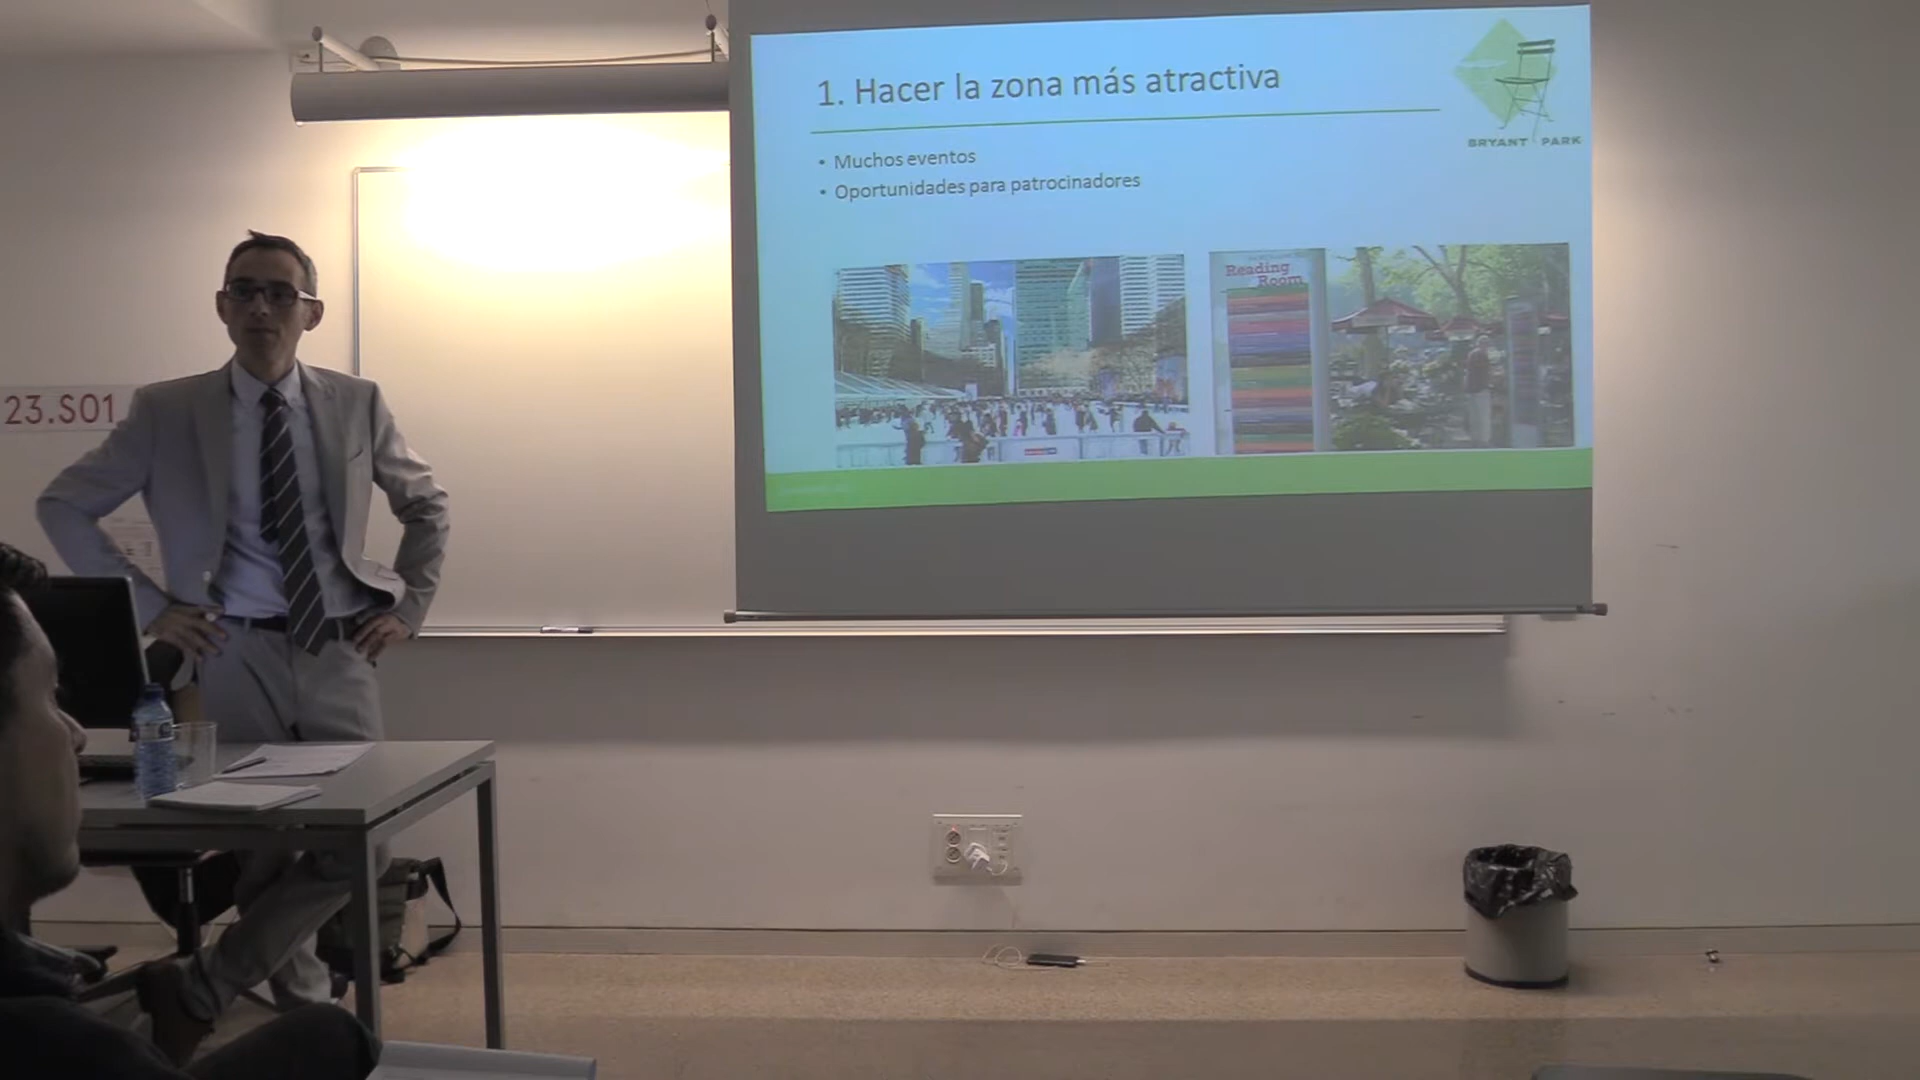 1. Hacer la zona más atractiva
BRYANT PARK
• Muchos eventos
• Oportunidades para patrocinadores
Reading
Room
23.S01